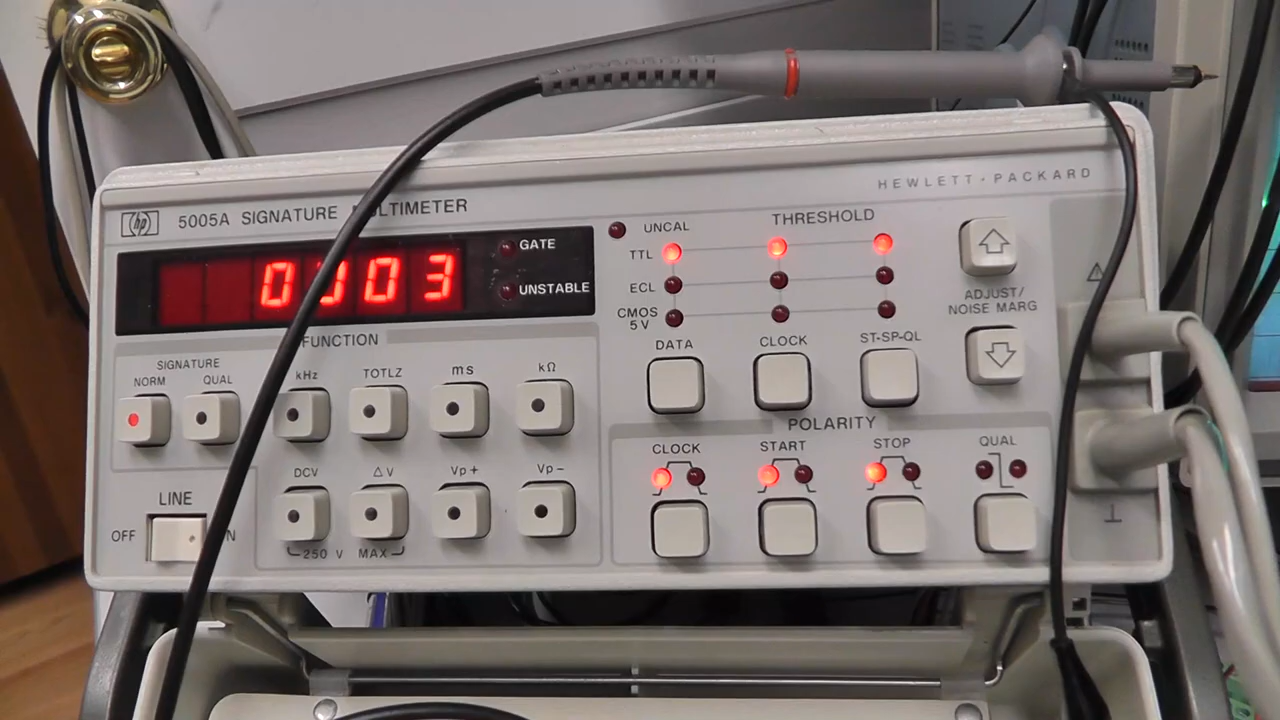 HEWLETT • PACKARD
hp 5005A SIGNATURE MULTIMETER
GATE
UNSTABLE
0003
UNCAL THRESHOLD
TTL
ECL
CMOS
5 V
DATA CLOCK ST-SP-QL
ADJUST/
NOISE MARG
FUNCTION
SIGNATURE
NORM QUAL kHz TOTLZ ms kΩ
DCV ΔV Vp+ Vp-
250 V MAX
LINE
OFF
POLARITY
CLOCK START STOP QUAL